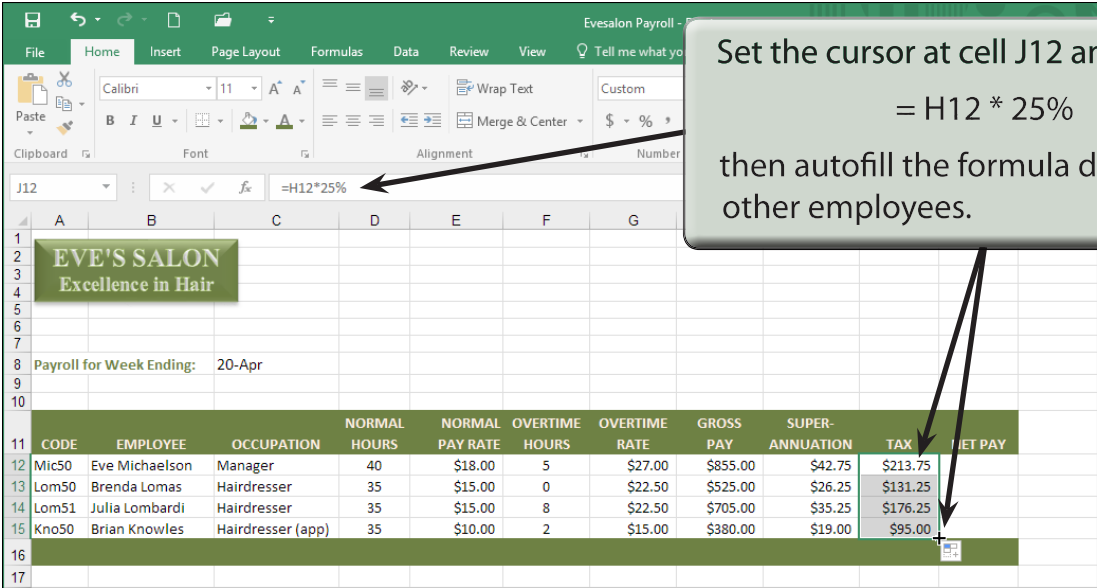 Evesalon Payroll -
File Home Insert Page Layout Formulas Data Review View Tell me what yo
Set the cursor at cell J12 ar
= H12 * 25%
then autofill the formula d
other employees.
Calibri 11 Wrap Text Custom
Paste B I U Merge & Center $ % ,
Clipboard Font Alignment Number
J12 fx =H12*25%
A B C D E F G
1
2 EVE'S SALON
3 Excellence in Hair
4
5
6
7
8 Payroll for Week Ending: 20-Apr
9
10
NORMAL NORMAL OVERTIME OVERTIME GROSS SUPER-
11 CODE EMPLOYEE OCCUPATION HOURS PAY RATE HOURS RATE PAY ANNUATION TAX NET PAY
12 Mic50 Eve Michaelson Manager 40 $18.00 5 $27.00 $855.00 $42.75 $213.75
13 Lom50 Brenda Lomas Hairdresser 35 $15.00 0 $22.50 $525.00 $26.25 $131.25
14 Lom51 Julia Lombardi Hairdresser 35 $15.00 8 $22.50 $705.00 $35.25 $176.25
15 Kno50 Brian Knowles Hairdresser (app) 35 $10.00 2 $15.00 $380.00 $19.00 $95.00
16
17